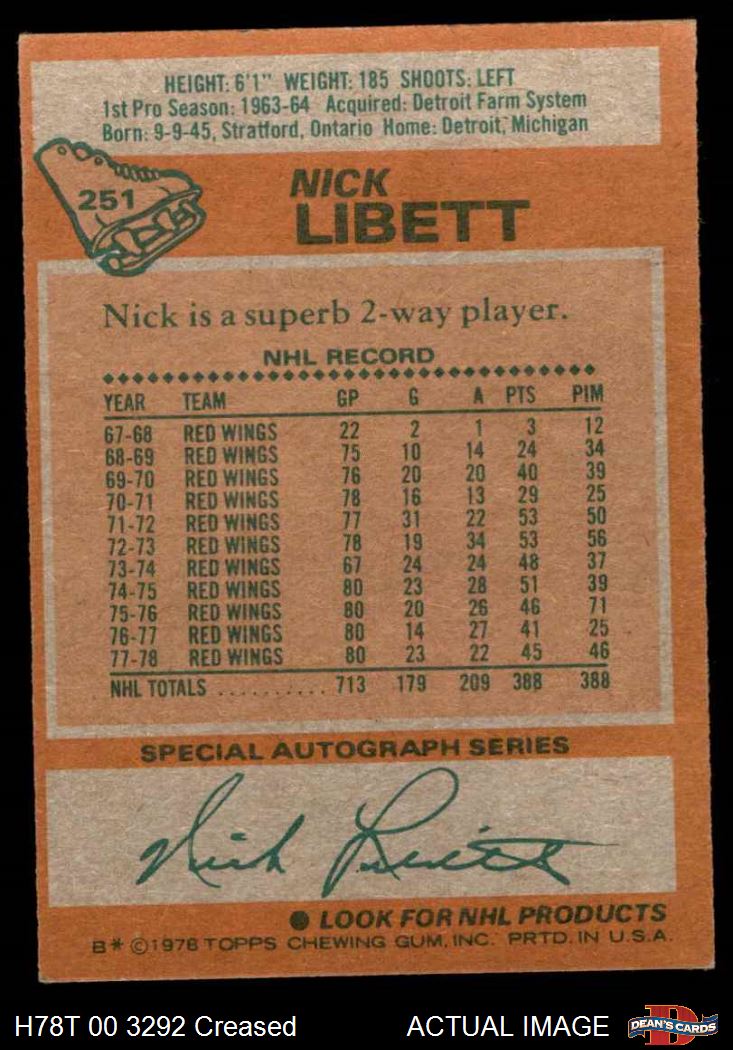 HEIGHT: 6'1" WEIGHT: 185 SHOOTS: LEFT
1st Pro Season: 1963-64 Acquired: Detroit Farm System
Born: 9-9-45, Stratford, Ontario Home: Detroit, Michigan
251
NICK
LIBETT
Nick is a superb 2-way player.
NHL RECORD
YEAR TEAM GP G A PTS PIM
67-68 RED WINGS 22 2 1 3 12
68-69 RED WINGS 75 10 14 24 34
69-70 RED WINGS 76 20 20 40 39
70-71 RED WINGS 78 16 13 29 25
71-72 RED WINGS 77 31 22 53 50
72-73 RED WINGS 78 19 34 53 56
73-74 RED WINGS 67 24 24 48 37
74-75 RED WINGS 80 23 28 51 39
75-76 RED WINGS 80 20 26 46 71
76-77 RED WINGS 80 14 27 41 25
77-78 RED WINGS 80 23 22 45 46
NHL TOTALS .......... 713 179 209 388 388
SPECIAL AUTOGRAPH SERIES
Nick Libett
● LOOK FOR NHL PRODUCTS
B* ©1978 TOPPS CHEWING GUM, INC. PRTD. IN U.S.A.
H78T 00 3292 Creased ACTUAL IMAGE DEAN'S CARDS